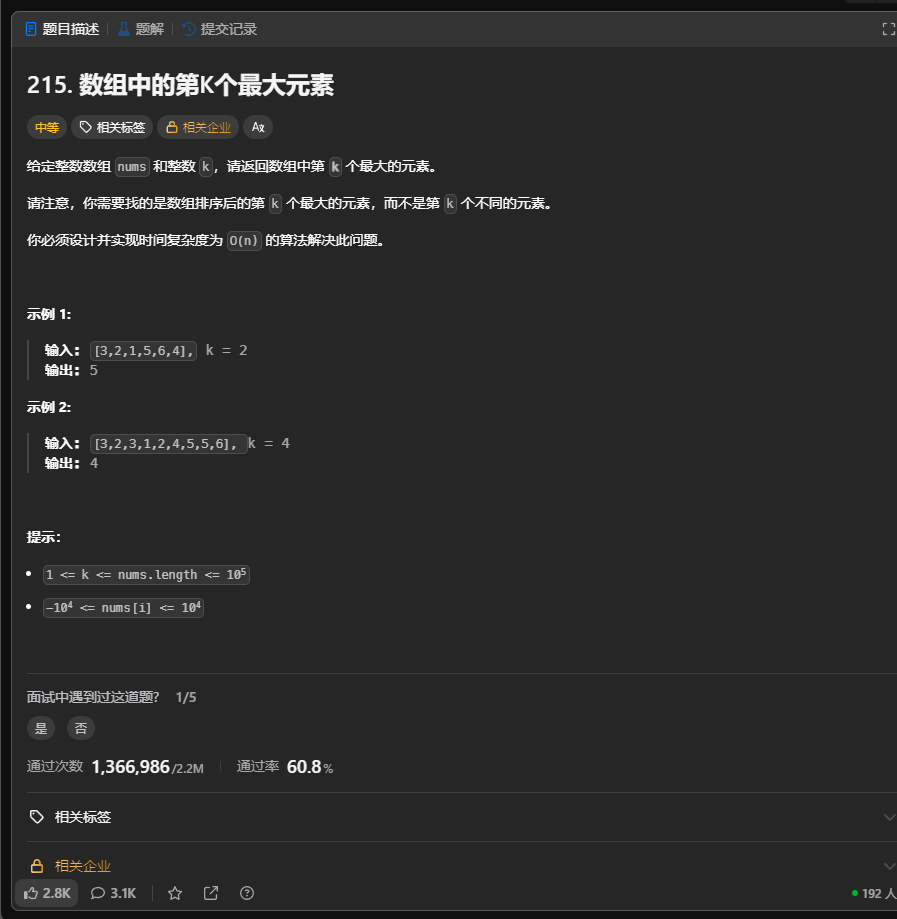 题目描述 题解 提交记录
215. 数组中的第K个最大元素
中等 相关标签 相关企业 Az
给定整数数组 nums 和整数 k，请返回数组中第 k 个最大的元素。
请注意，你需要找的是数组排序后的第 k 个最大的元素，而不是第 k 个不同的元素。
你必须设计并实现时间复杂度为 O(n) 的算法解决此问题。
示例 1:
输入: [3,2,1,5,6,4], k = 2
输出: 5
示例 2:
输入: [3,2,3,1,2,4,5,5,6], k = 4
输出: 4
提示：
• 1 <= k <= nums.length <= 10⁵
• -10⁴ <= nums[i] <= 10⁴
面试中遇到过这道题? 1/5
是 否
通过次数 1,366,986/2.2M 通过率 60.8%
相关标签
相关企业
2.8K 3.1K 192 人